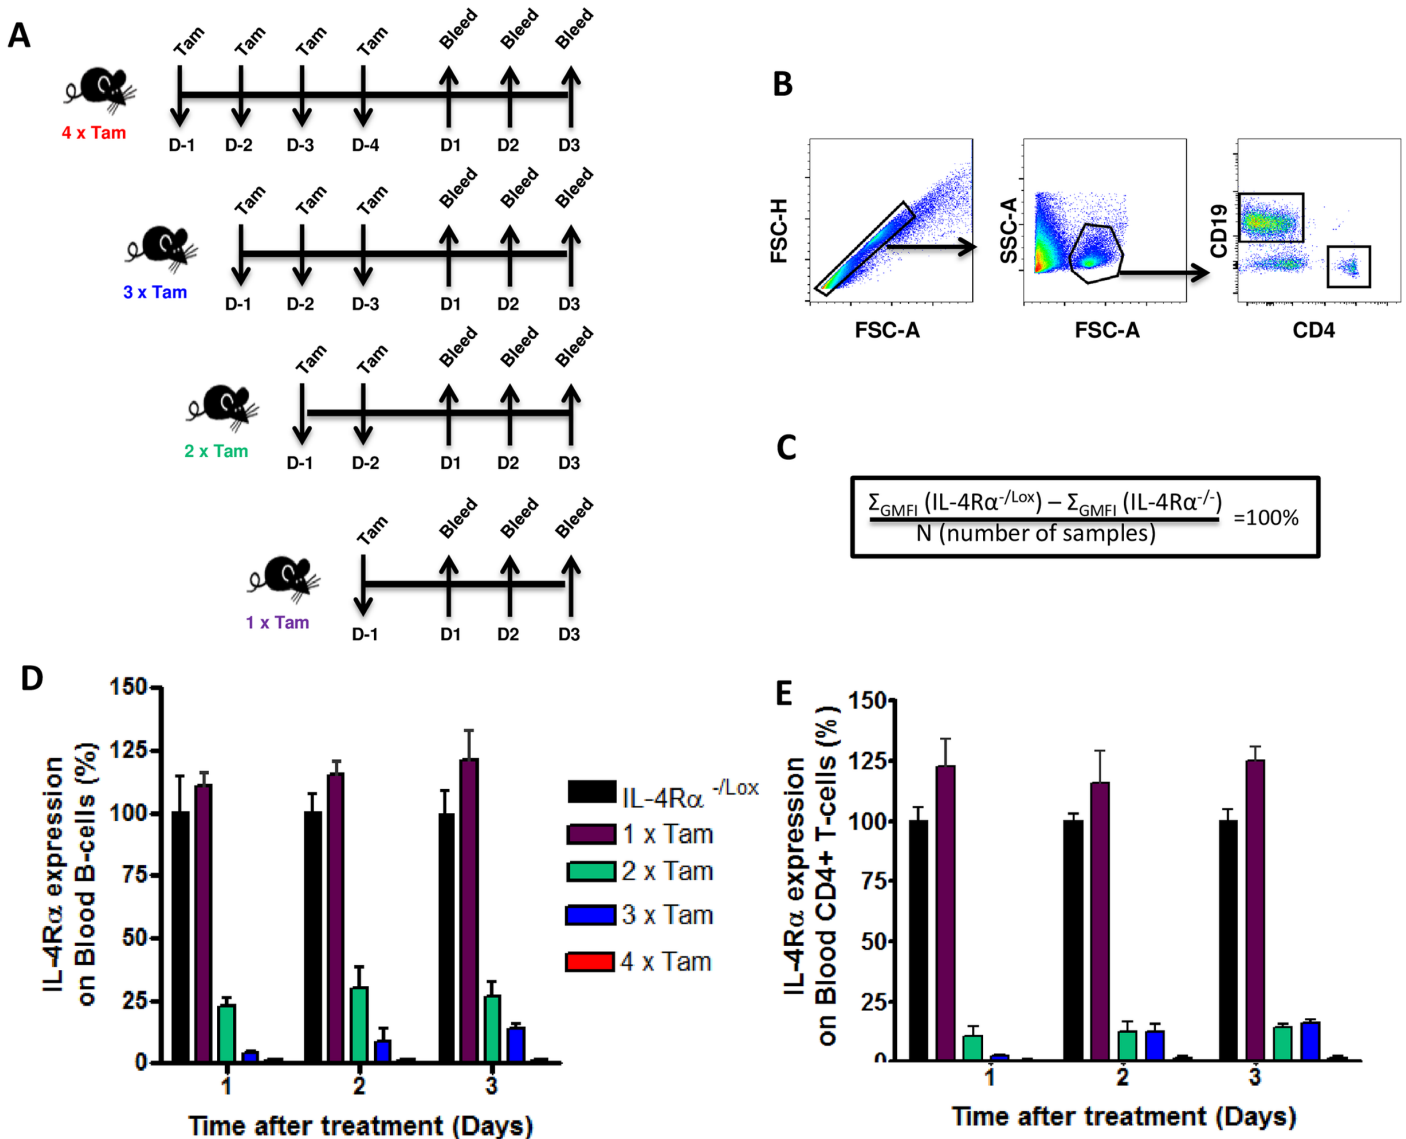 A
Tam Tam Tam Tam Bleed Bleed Bleed
4 x Tam
D-1 D-2 D-3 D-4 D1 D2 D3
Tam Tam Tam Bleed Bleed Bleed
3 x Tam
D-1 D-2 D-3 D1 D2 D3
Tam Tam Bleed Bleed Bleed
2 x Tam
D-1 D-2 D1 D2 D3
Tam Bleed Bleed Bleed
1 x Tam
D-1 D1 D2 D3
B
FSC-H
FSC-A
SSC-A
FSC-A
CD19
CD4
C
Σ_GMFI (IL-4Rα^-/Lox) – Σ_GMFI (IL-4Rα^-/-)
N (number of samples)
=100%
D
IL-4Rα expression
on Blood B-cells (%)
150
125
100
75
50
25
0
1 2 3
Time after treatment (Days)
IL-4Rα ^-/Lox
1 x Tam
2 x Tam
3 x Tam
4 x Tam
E
IL-4Rα expression
on Blood CD4+ T-cells (%)
150
125
100
75
50
25
0
1 2 3
Time after treatment (Days)